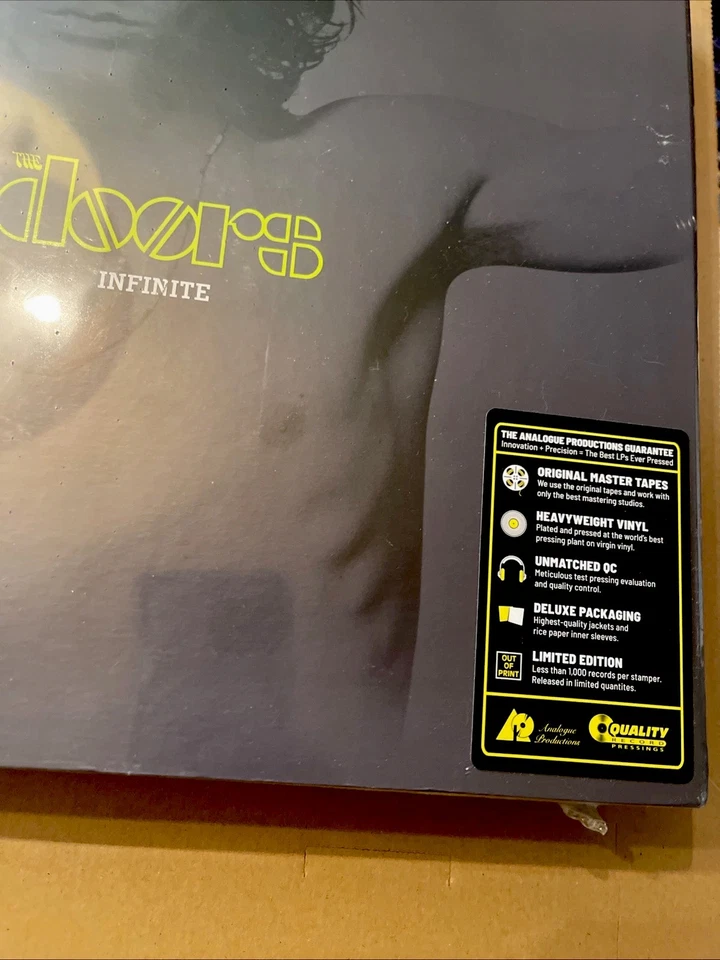 THE
doors
INFINITE
THE ANALOGUE PRODUCTIONS GUARANTEE
Innovation + Precision = The Best LPs Ever Pressed
ORIGINAL MASTER TAPES
We use the original tapes and work with
only the best mastering studios.
HEAVYWEIGHT VINYL
Plated and pressed at the world's best
pressing plant on virgin vinyl.
UNMATCHED QC
Meticulous test pressing evaluation
and quality control.
DELUXE PACKAGING
Highest-quality jackets and
rice paper inner sleeves.
OUT
OF
PRINT
LIMITED EDITION
Less than 1,000 records per stamper.
Released in limited quantites.
Analogue
Productions
QUALITY
RECORD
PRESSINGS